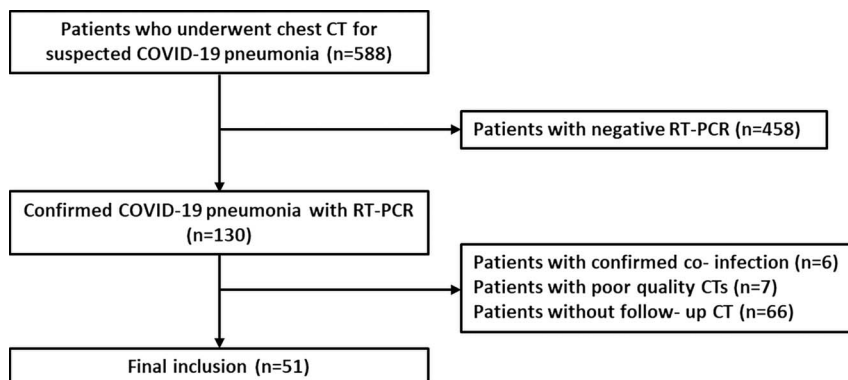 Patients who underwent chest CT for
suspected COVID-19 pneumonia (n=588)
Patients with negative RT-PCR (n=458)
Confirmed COVID-19 pneumonia with RT-PCR
(n=130)
Patients with confirmed co- infection (n=6)
Patients with poor quality CTs (n=7)
Patients without follow- up CT (n=66)
Final inclusion (n=51)